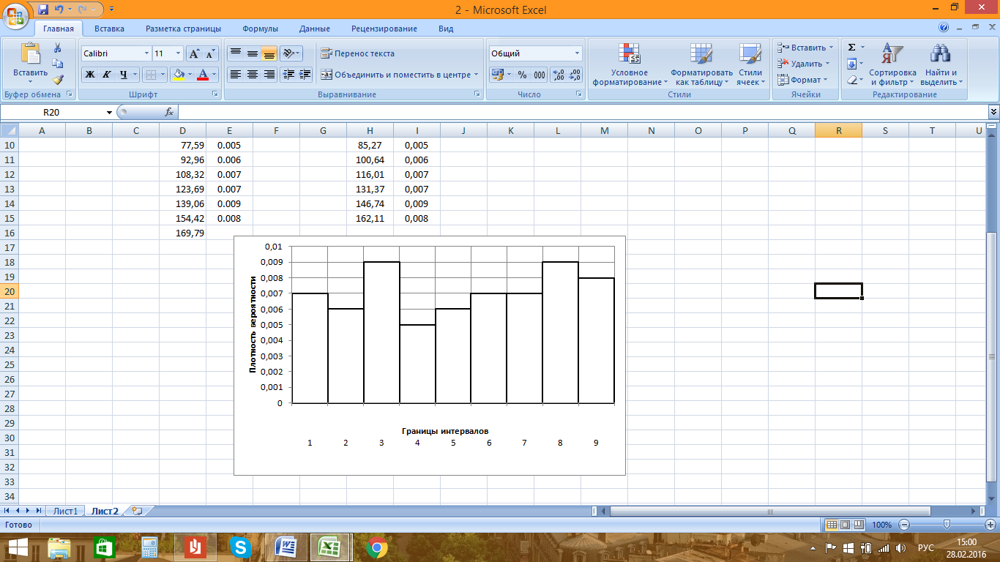 2 - Microsoft Excel
Главная Вставка Разметка страницы Формулы Данные Рецензирование Вид
Вставить
Буфер обмена
Calibri 11
Ж К Ч А
Шрифт
Перенос текста
Объединить и поместить в центре
Выравнивание
Общий
% 000
Число
Условное форматирование
Форматировать как таблицу
Стили ячеек
Стили
Вставить
Удалить
Формат
Ячейки
Σ
Сортировка и фильтр
Найти и выделить
Редактирование
R20 fx
A B C D E F G H I J K L M N O P Q R S T U
10 77,59 0.005 85,27 0,005
11 92,96 0.006 100,64 0,006
12 108,32 0.007 116,01 0,007
13 123,69 0.007 131,37 0,007
14 139,06 0.009 146,74 0,009
15 154,42 0.008 162,11 0,008
16 169,79
17
18
19
20
21
22
23
24
25
26
27
28
29
30
31
32
33
34
Плотность вероятности
0,01
0,009
0,008
0,007
0,006
0,005
0,004
0,003
0,002
0,001
0
Границы интервалов
1 2 3 4 5 6 7 8 9
Лист1 Лист2
Готово 100%
РУС 15:00
28.02.2016